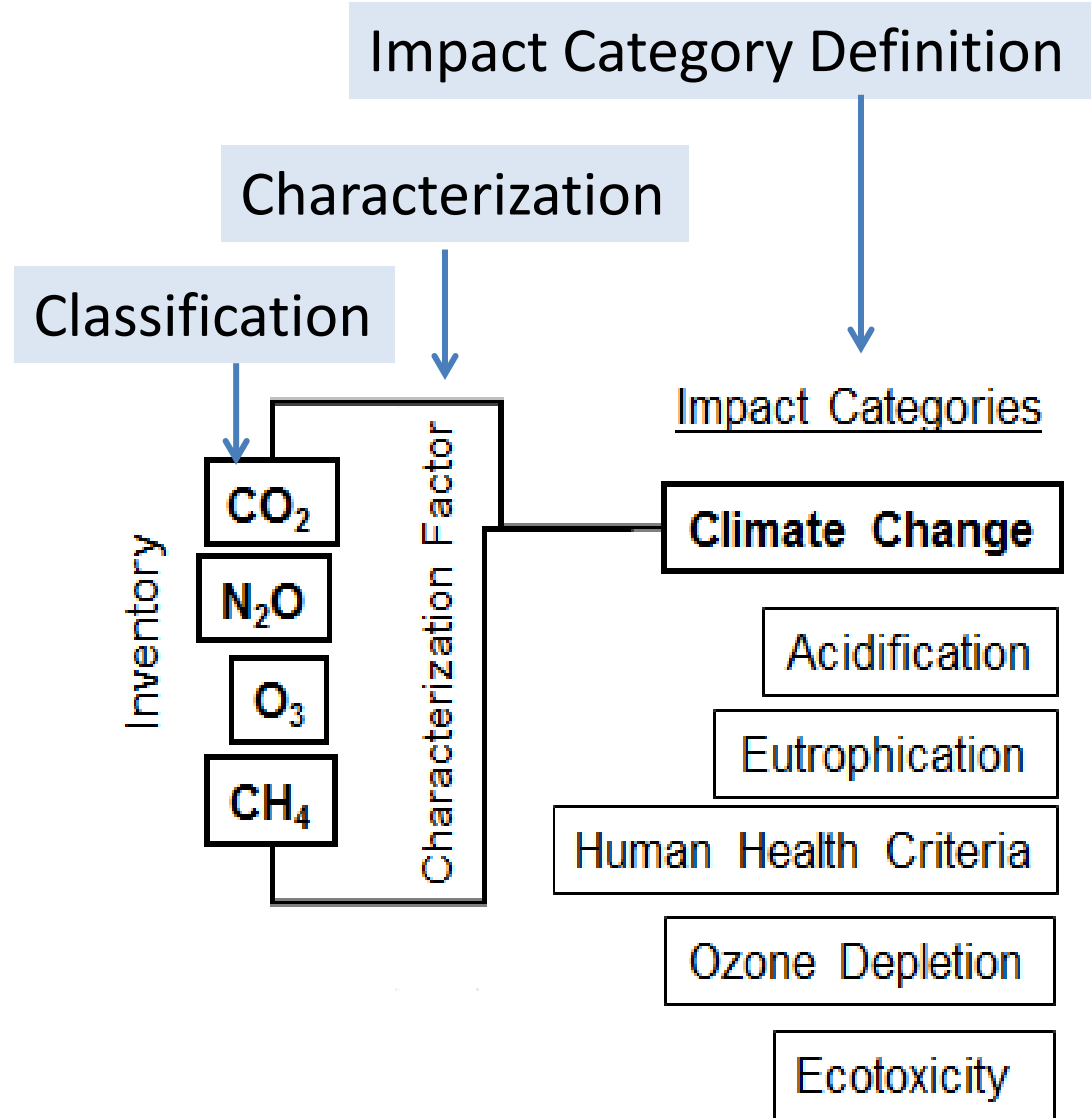 Impact Category Definition
Characterization
Classification
Impact Categories
Inventory
CO₂
N₂O
O₃
CH₄
Characterization Factor
Climate Change
Acidification
Eutrophication
Human Health Criteria
Ozone Depletion
Ecotoxicity